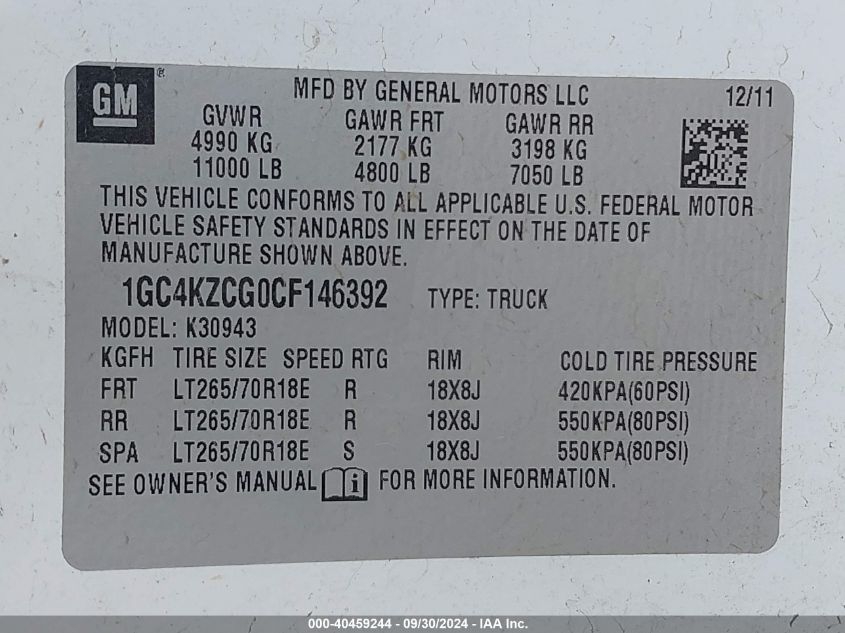 GM®
MFD BY GENERAL MOTORS LLC 12/11
GVWR GAWR FRT GAWR RR
4990 KG 2177 KG 3198 KG
11000 LB 4800 LB 7050 LB
THIS VEHICLE CONFORMS TO ALL APPLICABLE U.S. FEDERAL MOTOR
VEHICLE SAFETY STANDARDS IN EFFECT ON THE DATE OF
MANUFACTURE SHOWN ABOVE.
1GC4KZCG0CF146392 TYPE: TRUCK
MODEL: K30943
KGFH TIRE SIZE SPEED RTG RIM COLD TIRE PRESSURE
FRT LT265/70R18E R 18X8J 420KPA(60PSI)
RR LT265/70R18E R 18X8J 550KPA(80PSI)
SPA LT265/70R18E S 18X8J 550KPA(80PSI)
SEE OWNER'S MANUAL i FOR MORE INFORMATION.
000-40459244 - 09/30/2024 - IAA Inc.